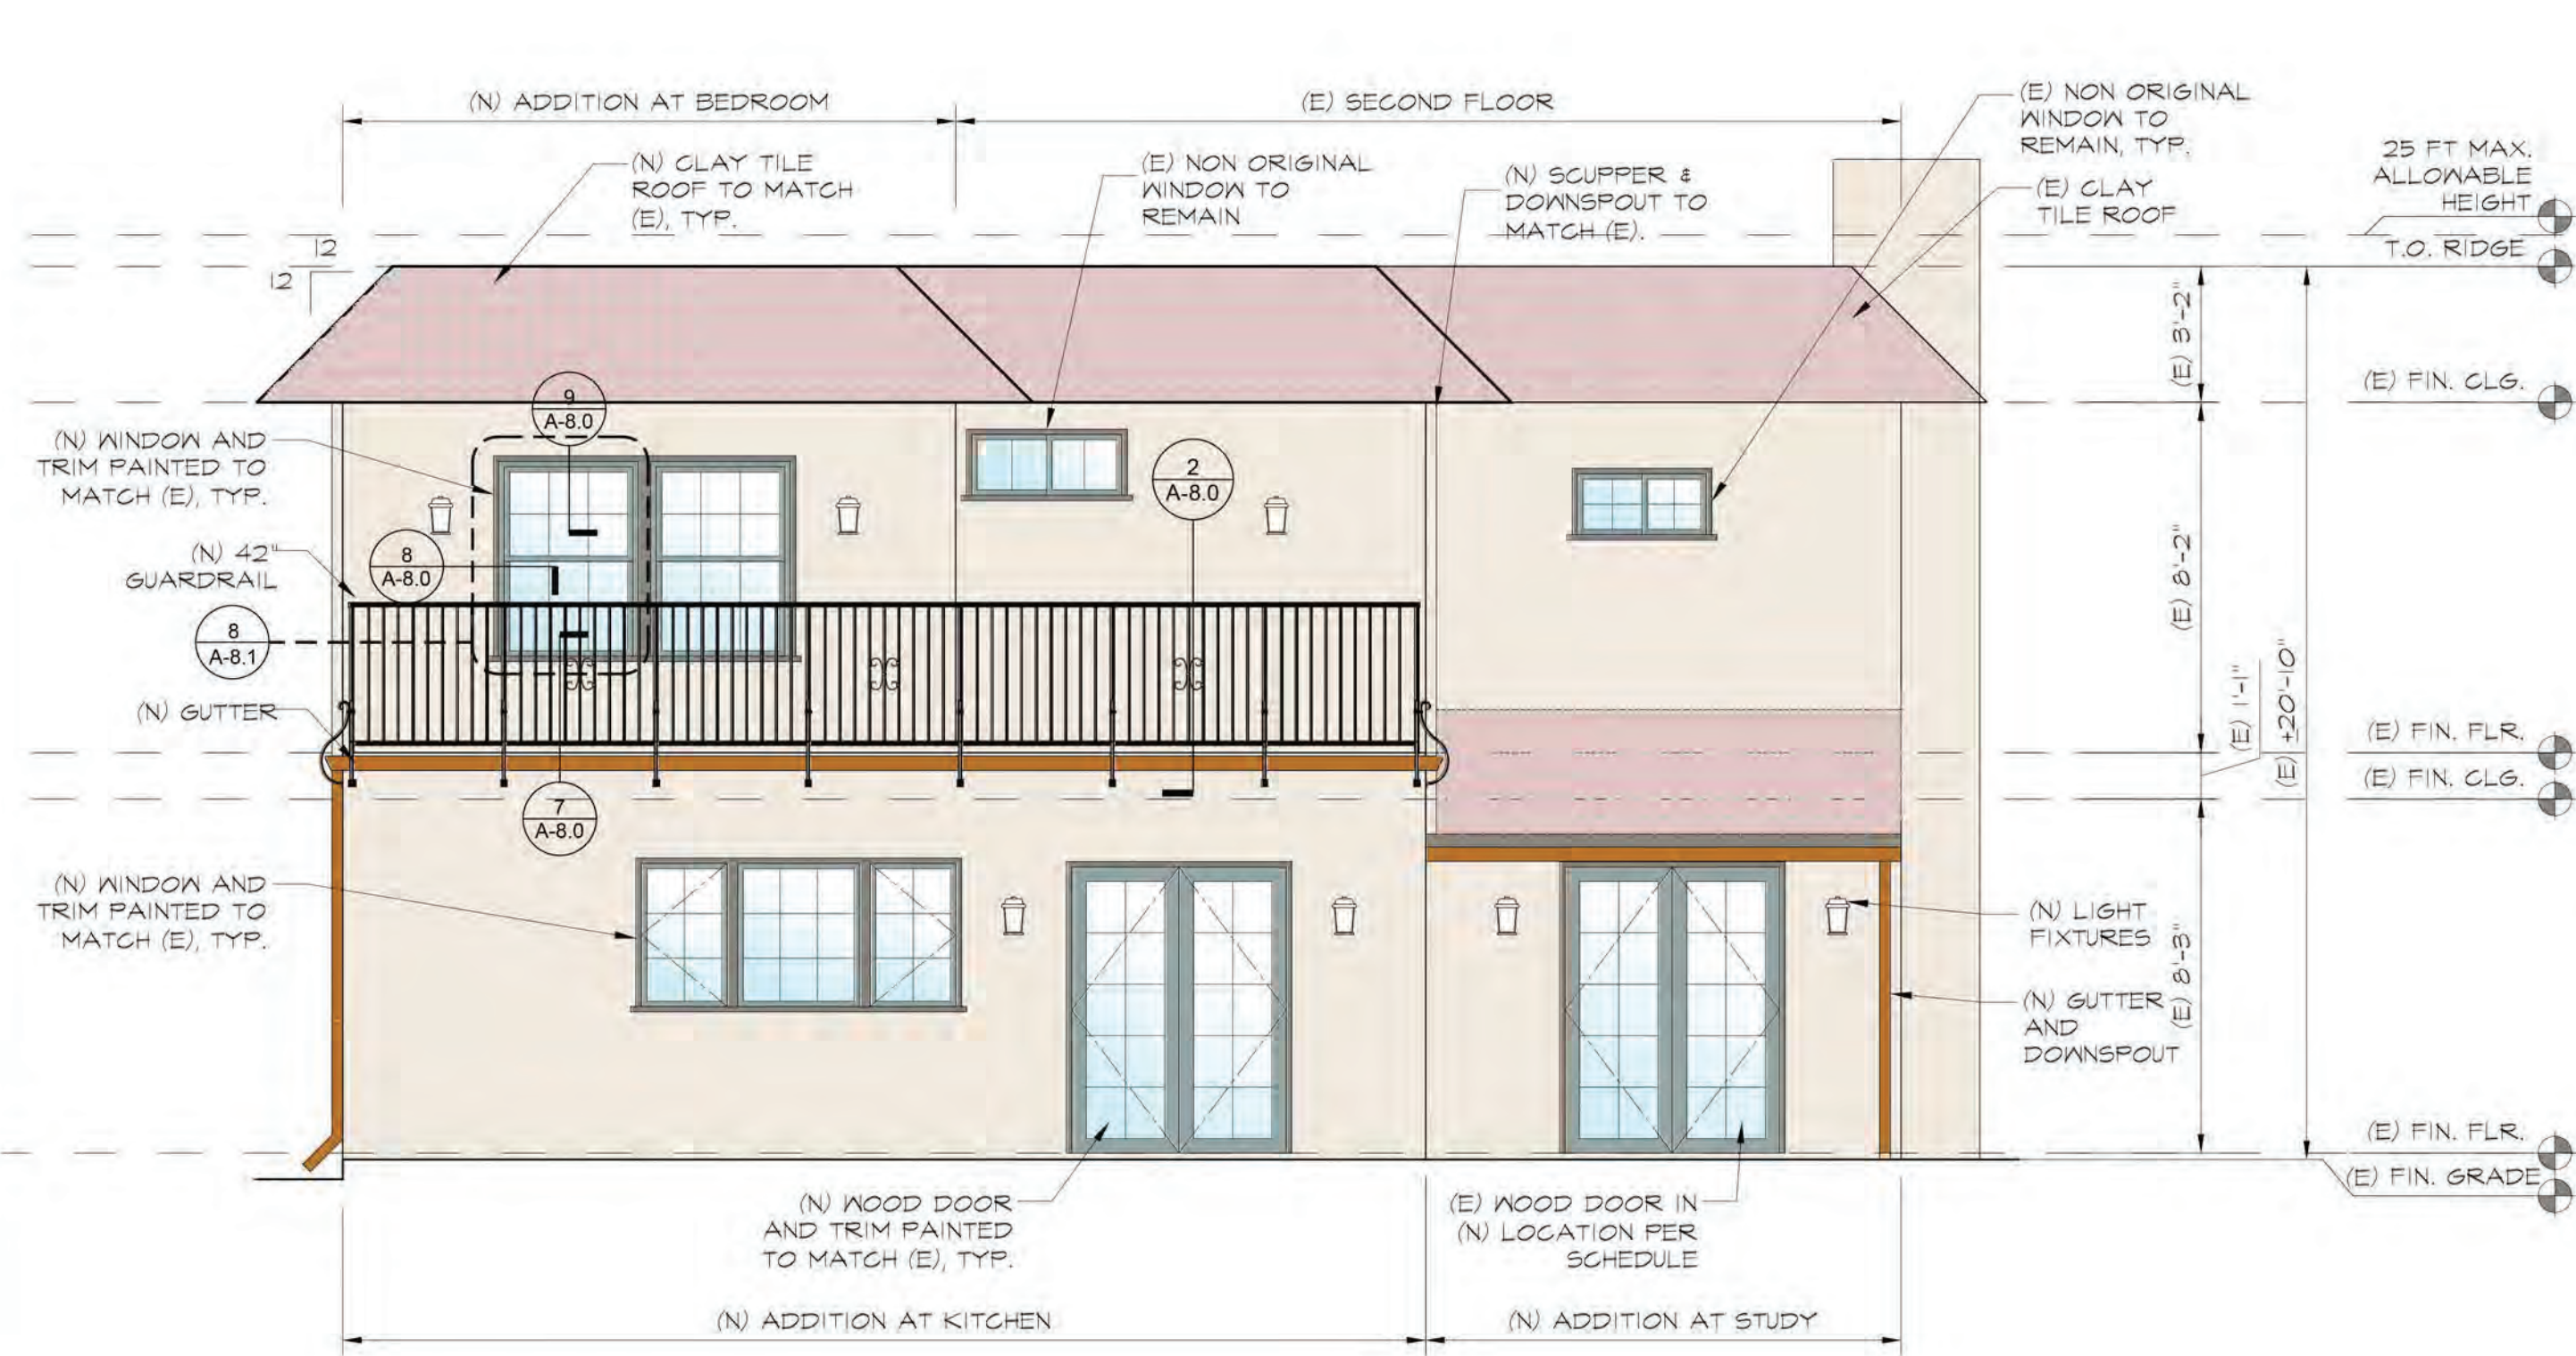 (N) ADDITION AT BEDROOM
(E) SECOND FLOOR
(N) CLAY TILE
ROOF TO MATCH
(E), TYP.
(E) NON ORIGINAL
WINDOW TO
REMAIN
(N) SCUPPER &
DOWNSPOUT TO
MATCH (E).
(E) NON ORIGINAL
WINDOW TO
REMAIN, TYP.
(E) CLAY
TILE ROOF
25 FT MAX.
ALLOWABLE
HEIGHT
T.O. RIDGE
12
12
(E) 3'-2"
(E) FIN. CLG.
9
A-8.0
(N) WINDOW AND
TRIM PAINTED TO
MATCH (E), TYP.
2
A-8.0
(N) 42"
GUARDRAIL
8
A-8.0
8
A-8.1
(E) 8'-2"
(N) GUTTER
(E) 1'-1"
(E) ±20'-10"
(E) FIN. FLR.
(E) FIN. CLG.
7
A-8.0
(N) WINDOW AND
TRIM PAINTED TO
MATCH (E), TYP.
(N) LIGHT
FIXTURES
(E) 8'-3"
(N) GUTTER
AND
DOWNSPOUT
(E) FIN. FLR.
(E) FIN. GRADE
(N) WOOD DOOR
AND TRIM PAINTED
TO MATCH (E), TYP.
(E) WOOD DOOR IN
(N) LOCATION PER
SCHEDULE
(N) ADDITION AT KITCHEN
(N) ADDITION AT STUDY